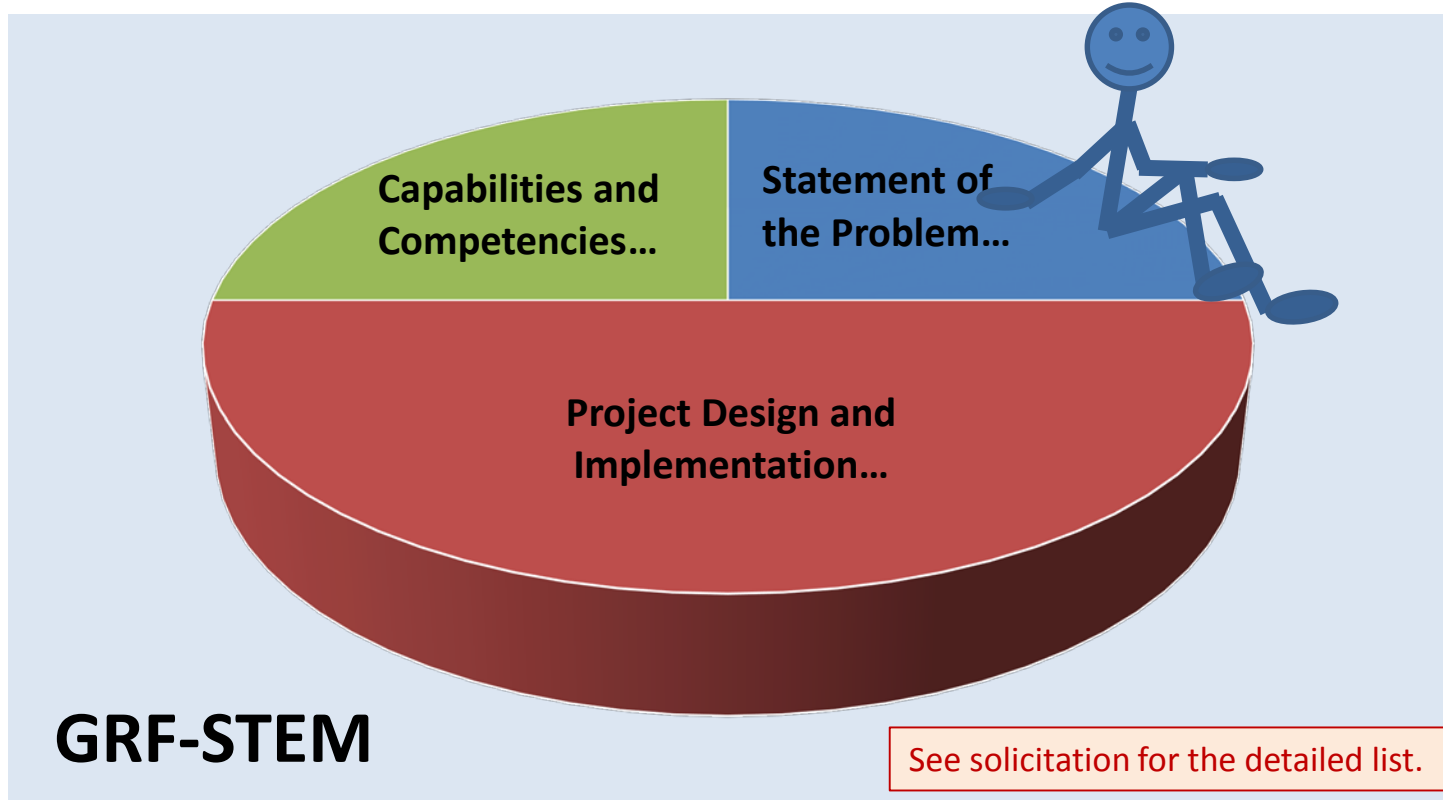 Capabilities and
Competencies…
Statement of
the Problem…
Project Design and
Implementation…
GRF-STEM
See solicitation for the detailed list.